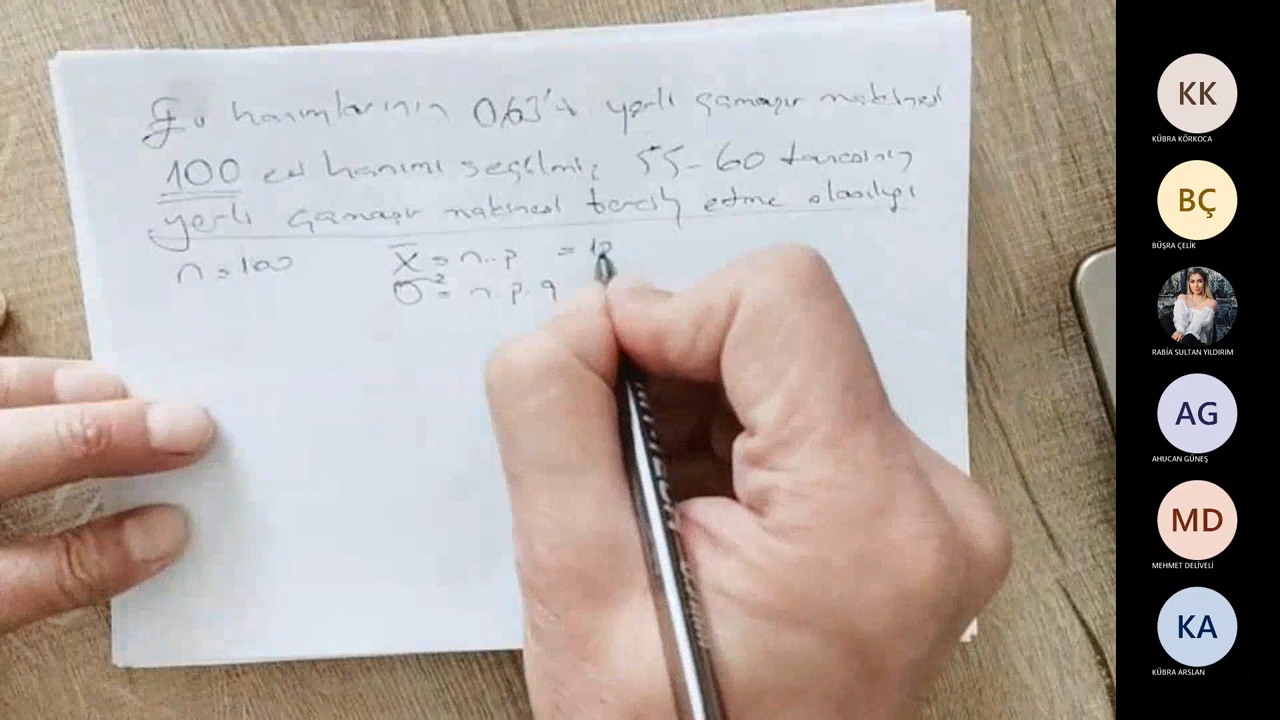 Ev hanımlarının 0,63'ü yerli çamaşır makinesi
100 ev hanımı seçilmiş 55-60 tanesinin
yerli çamaşır makinesi tercih etme olasılığı
n = 100
x̄ = n.p = 10
σ² = n.p.q
KK
KÜBRA KÖRKOCA
BÇ
BÜŞRA ÇELİK
RABİA SULTAN YILDIRIM
AG
AHUCAN GÜNEŞ
MD
MEHMET DELİVELİ
KA
KÜBRA ARSLAN